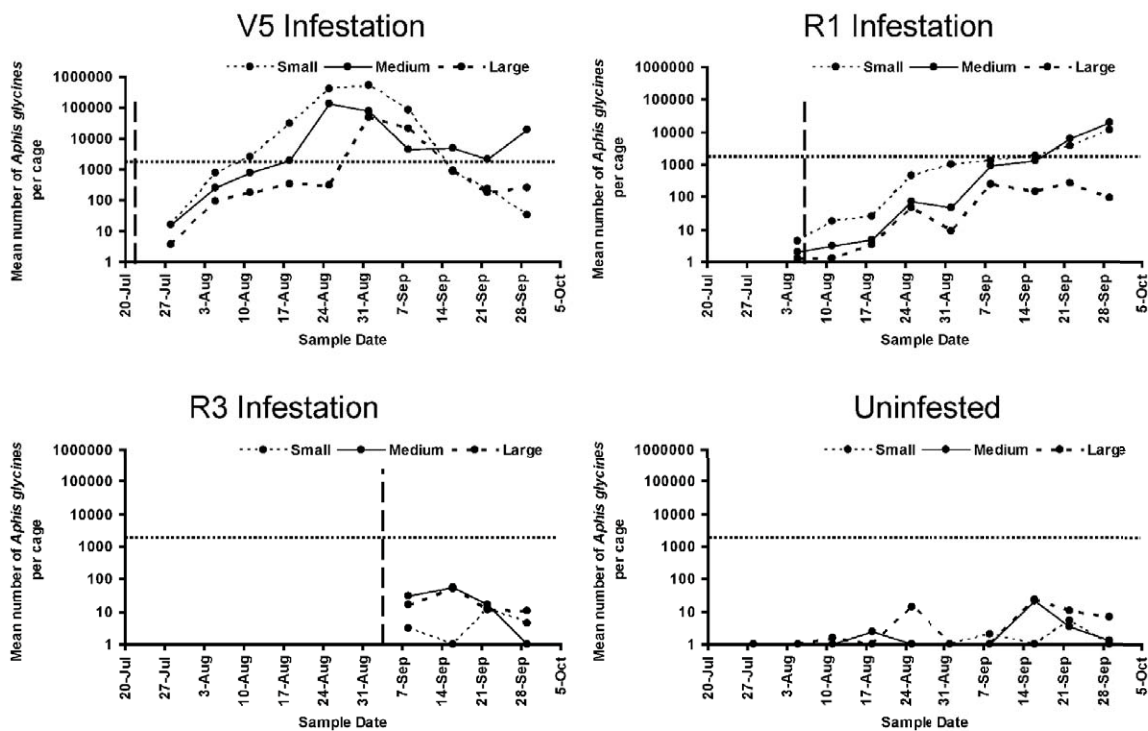 V5 Infestation
Small Medium Large
1000000
100000
10000
1000
100
10
1
Mean number of Aphis glycines
per cage
20-Jul
27-Jul
3-Aug
10-Aug
17-Aug
24-Aug
31-Aug
7-Sep
14-Sep
21-Sep
28-Sep
5-Oct
Sample Date
R1 Infestation
Small Medium Large
1000000
100000
10000
1000
100
10
1
Mean number of Aphis glycines
per cage
20-Jul
27-Jul
3-Aug
10-Aug
17-Aug
24-Aug
31-Aug
7-Sep
14-Sep
21-Sep
28-Sep
5-Oct
Sample Date
R3 Infestation
Small Medium Large
1000000
100000
10000
1000
100
10
1
Mean number of Aphis glycines
per cage
20-Jul
27-Jul
3-Aug
10-Aug
17-Aug
24-Aug
31-Aug
7-Sep
14-Sep
21-Sep
28-Sep
5-Oct
Sample Date
Uninfested
Small Medium Large
1000000
100000
10000
1000
100
10
1
Mean number of Aphis glycines
per cage
20-Jul
27-Jul
3-Aug
10-Aug
17-Aug
24-Aug
31-Aug
7-Sep
14-Sep
21-Sep
28-Sep
5-Oct
Sample Date